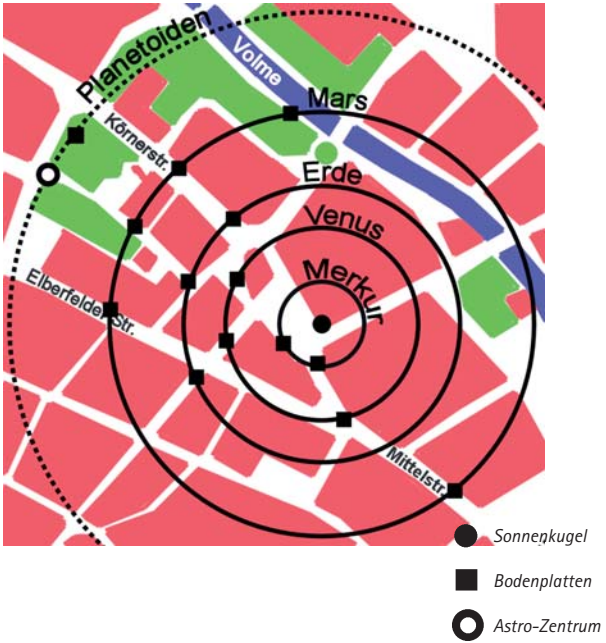 Planetoiden
Volme
Mars
Körnerstr.
Erde
Venus
Merkur
Elberfelder Str.
Mittelstr.
Sonnenkugel
Bodenplatten
Astro-Zentrum